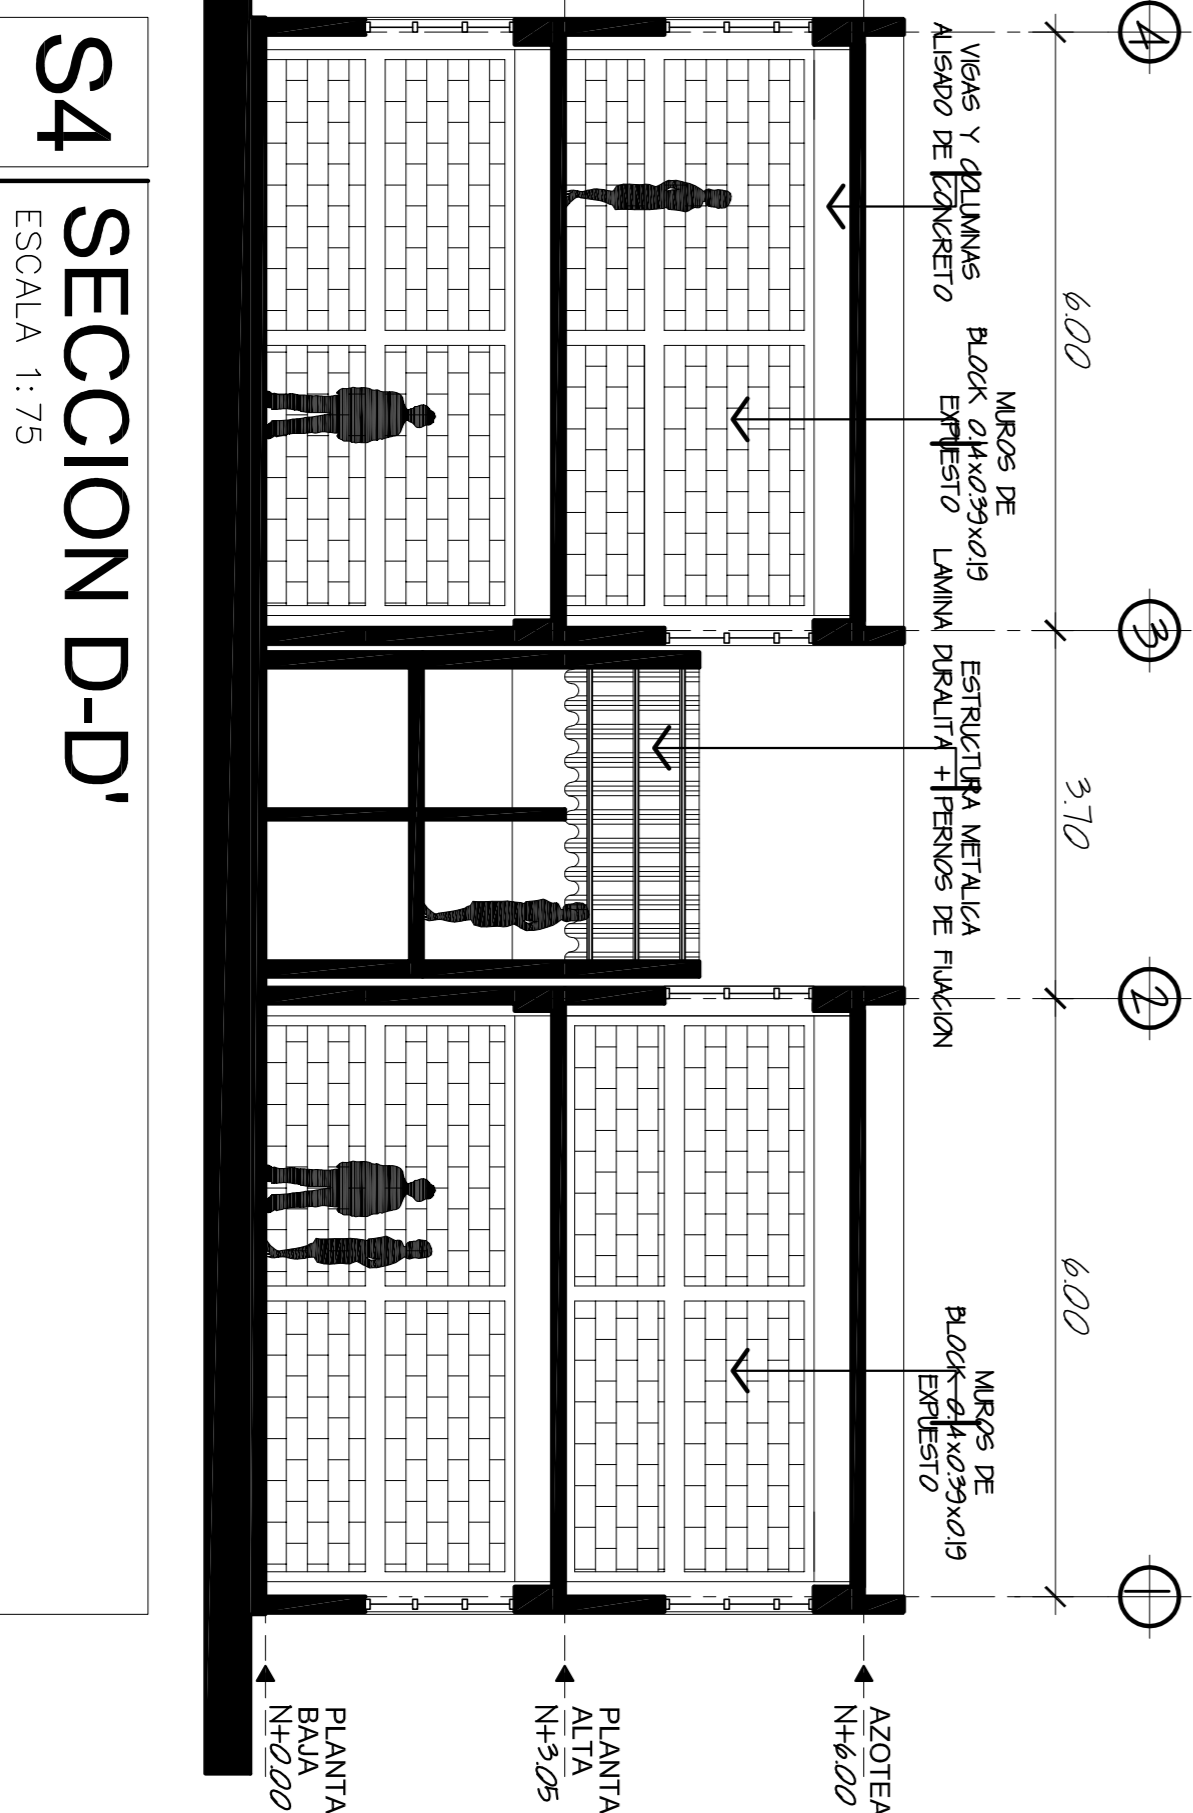 4
3
2
1
6.00
3.70
6.00
VIGAS Y COLUMNAS
ALISADO DE CONCRETO
MUROS DE
BLOCK 0.14x0.39x0.19
EXPUESTO
ESTRUCTURA METALICA
LAMINA DURALITA + PERNOS DE FIJACION
MUROS DE
BLOCK 0.14x0.39x0.19
EXPUESTO
AZOTEA
N+6.00
PLANTA
ALTA
N+3.05
PLANTA
BAJA
N+0.00
S4
SECCION D-D'
ESCALA 1:75